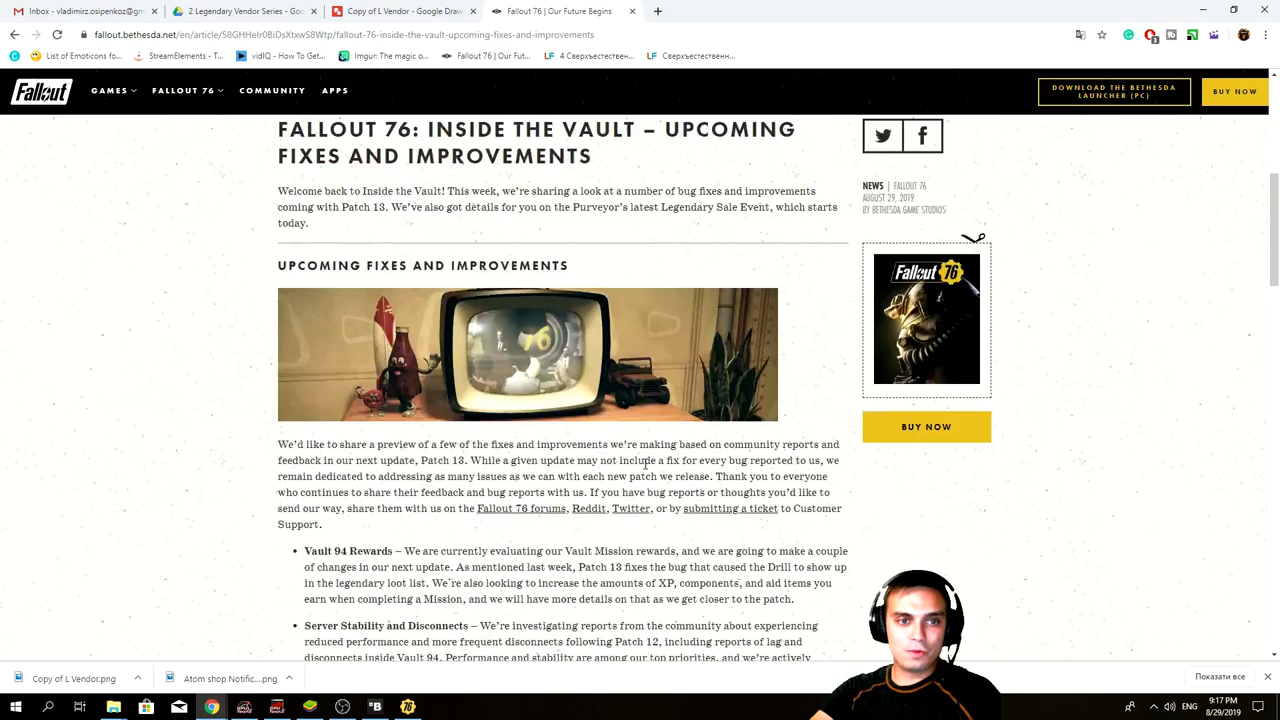 Inbox - vladimir.osipenkoz@gm
2 Legendary Vendor Series - Goo
Copy of L Vendor - Google Draw
Fallout 76 | Our Future Begins
fallout.bethesda.net/en/article/58GHHeIr0BiDsXtxwS8Wtp/fallout-76-inside-the-vault-upcoming-fixes-and-improvements
3
List of Emoticons fo...
StreamElements - T...
vidIQ - How To Get...
Imgur: The magic o...
Fallout 76 | Our Fut...
4 Сверхъестествен...
Сверхъестественн...
Fallout
GAMES
FALLOUT 76
COMMUNITY
APPS
DOWNLOAD THE BETHESDA
LAUNCHER (PC)
BUY NOW
FALLOUT 76: INSIDE THE VAULT – UPCOMING
FIXES AND IMPROVEMENTS
Welcome back to Inside the Vault! This week, we’re sharing a look at a number of bug fixes and improvements
coming with Patch 13. We’ve also got details for you on the Purveyor’s latest Legendary Sale Event, which starts
today.
NEWS | FALLOUT 76
AUGUST 29, 2019
BY BETHESDA GAME STUDIOS
UPCOMING FIXES AND IMPROVEMENTS
76
Fallout 76
BUY NOW
We’d like to share a preview of a few of the fixes and improvements we’re making based on community reports and
feedback in our next update, Patch 13. While a given update may not include a fix for every bug reported to us, we
remain dedicated to addressing as many issues as we can with each new patch we release. Thank you to everyone
who continues to share their feedback and bug reports with us. If you have bug reports or thoughts you’d like to
send our way, share them with us on the Fallout 76 forums, Reddit, Twitter, or by submitting a ticket to Customer
Support.
• Vault 94 Rewards – We are currently evaluating our Vault Mission rewards, and we are going to make a couple
of changes in our next update. As mentioned last week, Patch 13 fixes the bug that caused the Drill to show up
in the legendary loot list. We’re also looking to increase the amounts of XP, components, and aid items you
earn when completing a Mission, and we will have more details on that as we get closer to the patch.
• Server Stability and Disconnects – We’re investigating reports from the community about experiencing
reduced performance and more frequent disconnects following Patch 12, including reports of lag and
disconnects inside Vault 94. Performance and stability are among our top priorities, and we’re actively
Copy of L Vendor.png
Atom shop Notific....png
Показати все
ENG
9:17 PM
8/29/2019